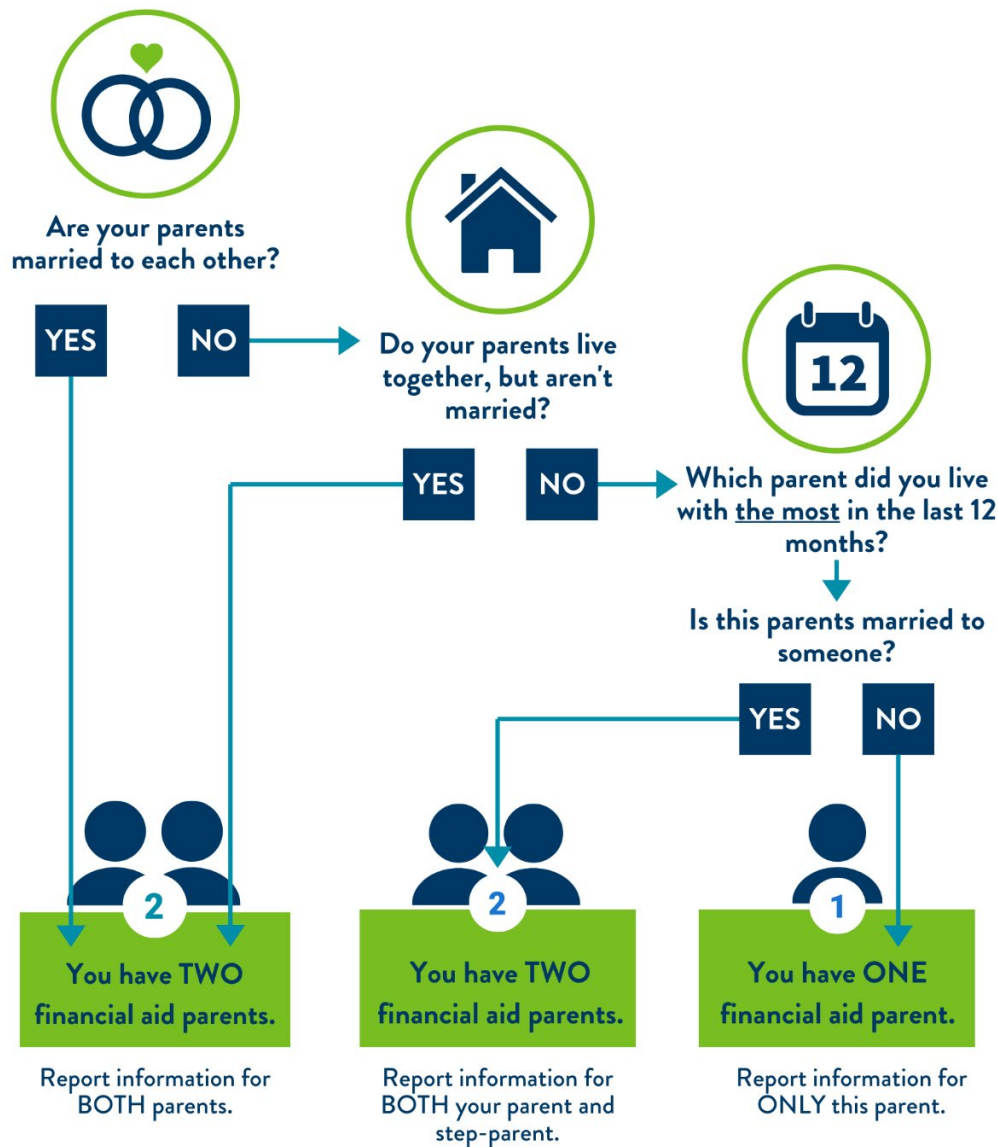 Are your parents
married to each other?
YES
NO
Do your parents live
together, but aren't
married?
YES
NO
12
Which parent did you live
with the most in the last 12
months?
Is this parents married to
someone?
YES
NO
2
You have TWO
financial aid parents.
Report information for
BOTH parents.
2
You have TWO
financial aid parents.
Report information for
BOTH your parent and
step-parent.
1
You have ONE
financial aid parent.
Report information for
ONLY this parent.